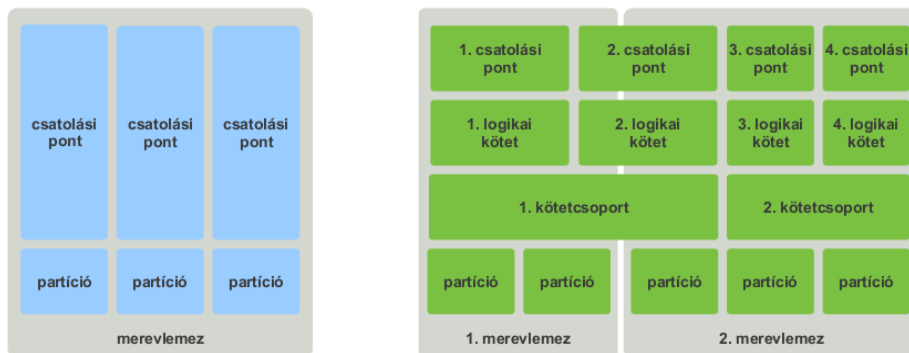 csatolási
pont
csatolási
pont
csatolási
pont
partíció
partíció
partíció
merevlemez
1. csatolási
pont
2. csatolási
pont
3. csatolási
pont
4. csatolási
pont
1. logikai
kötet
2. logikai
kötet
3. logikai
kötet
4. logikai
kötet
1. kötetcsoport
2. kötetcsoport
partíció
partíció
partíció
partíció
partíció
1. merevlemez
2. merevlemez